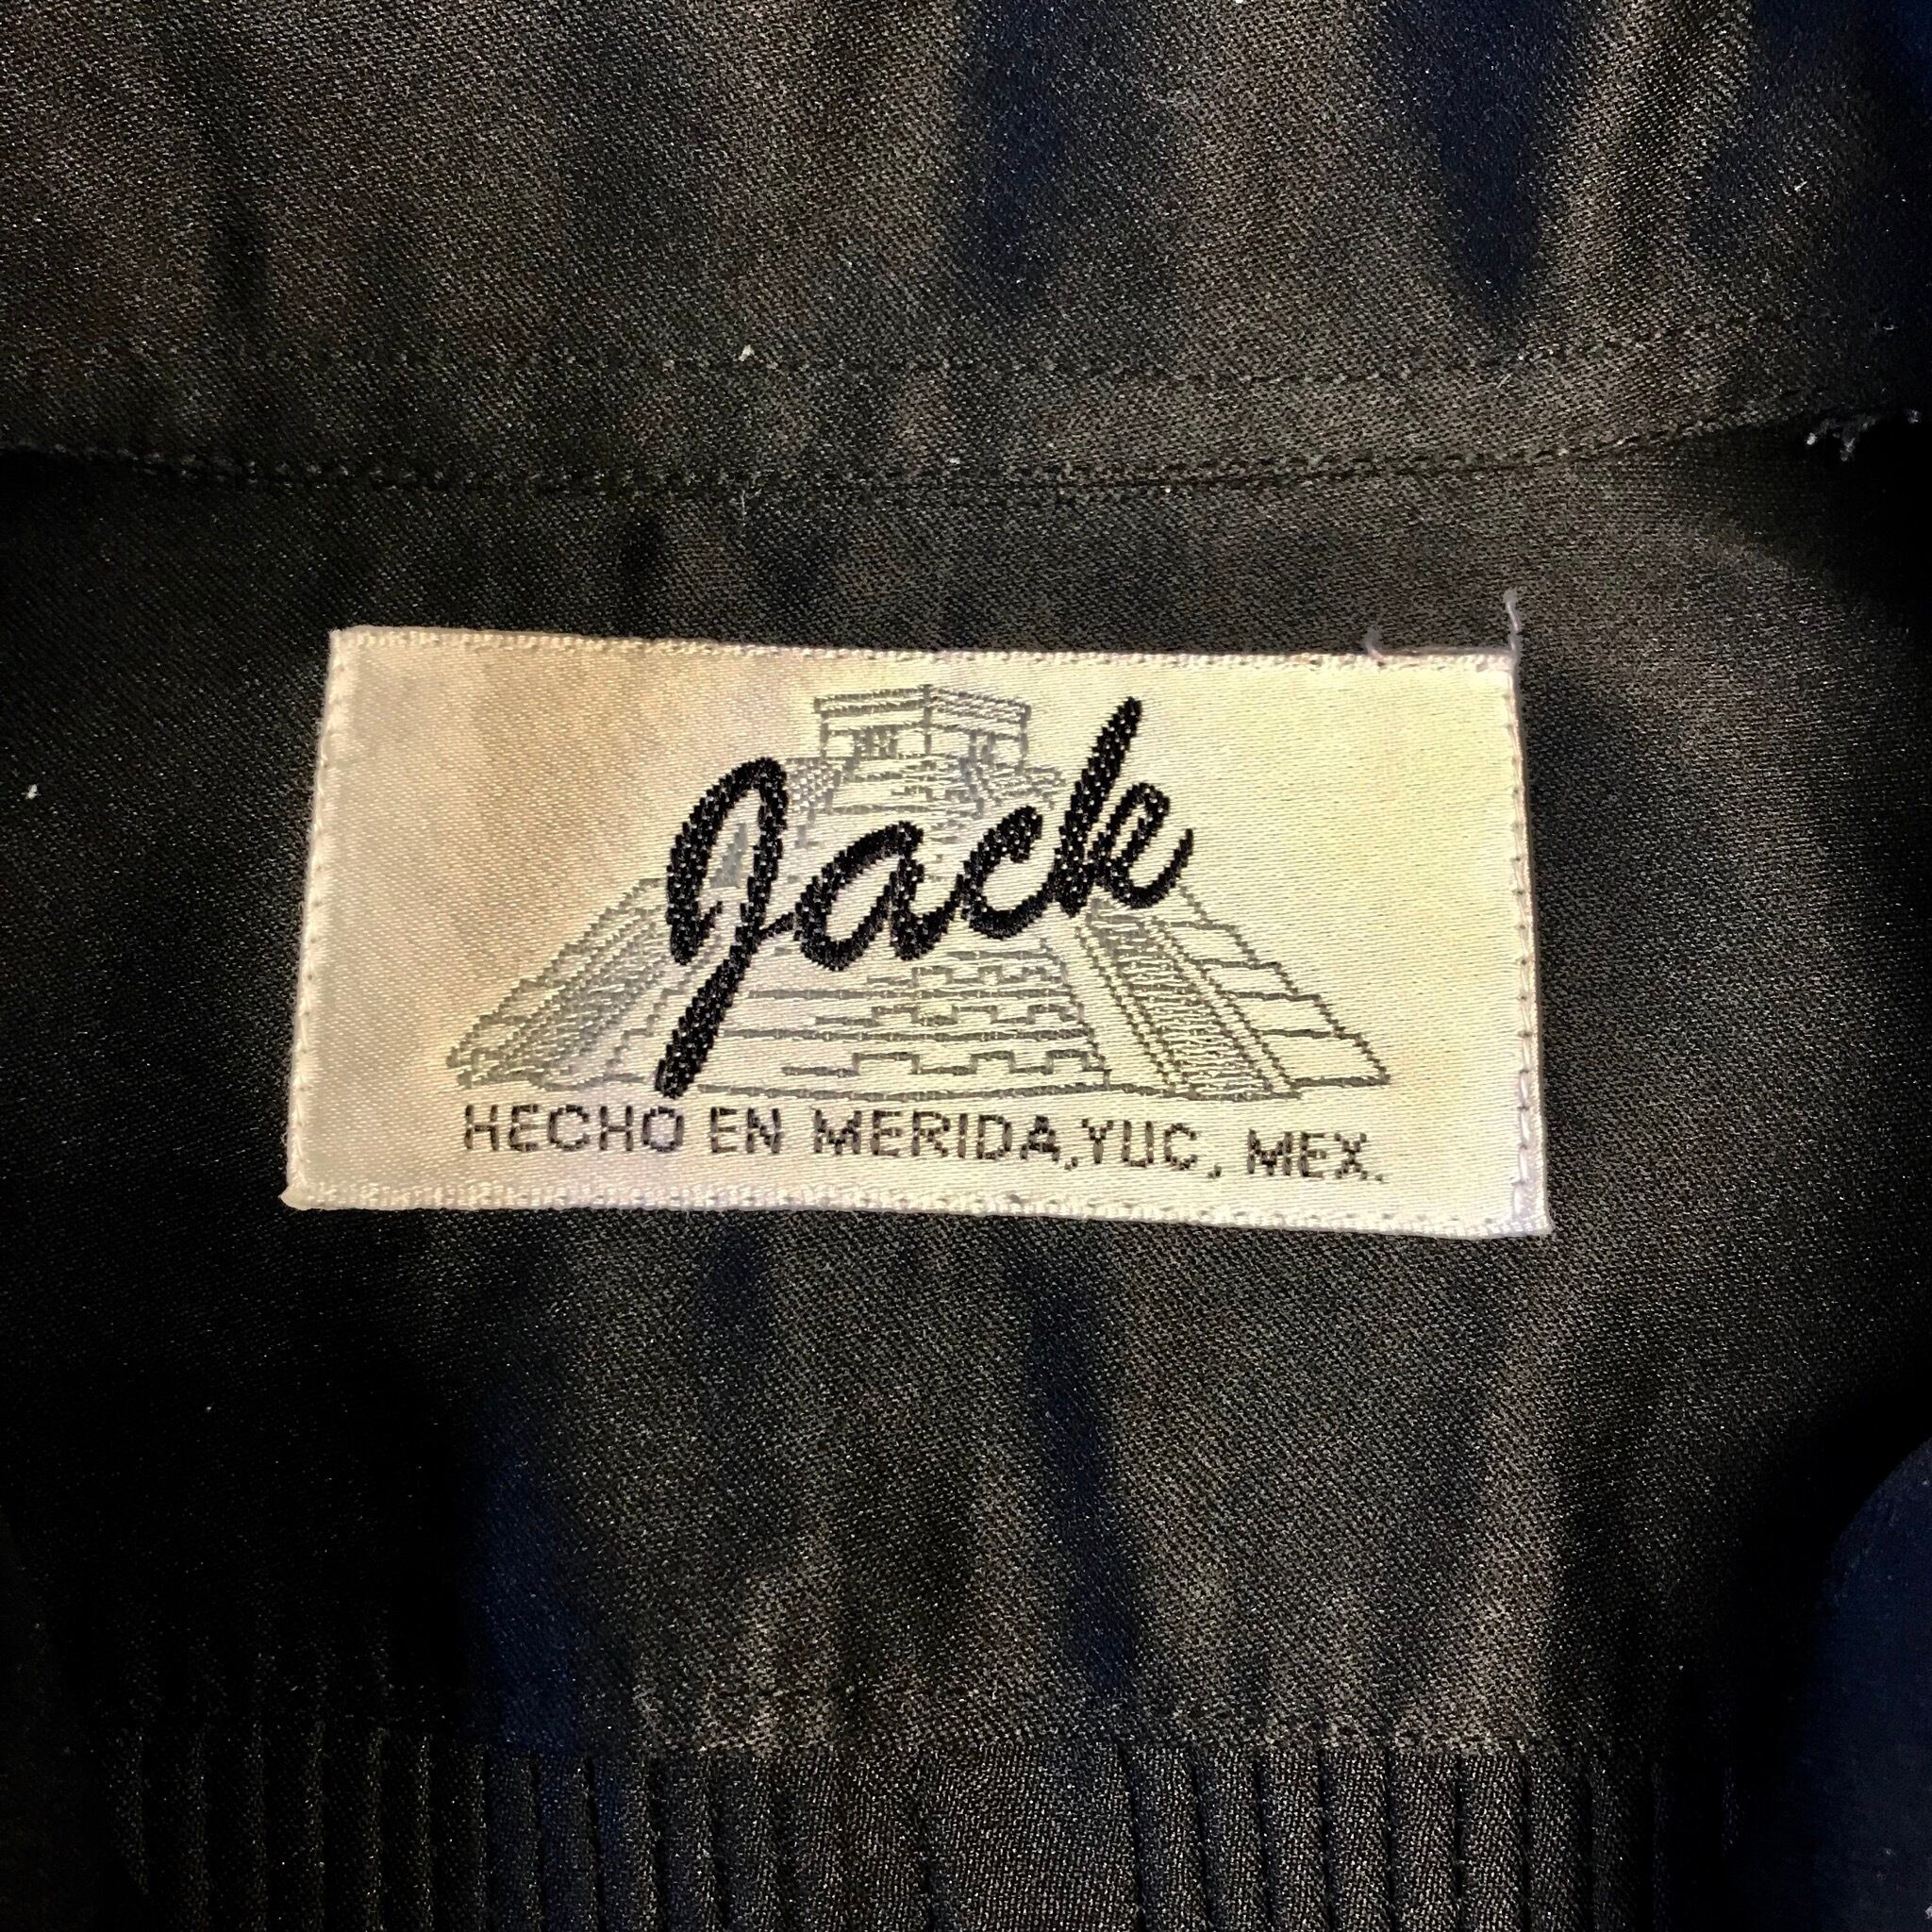 Jack
HECHO EN MERIDA, YUC, MEX.